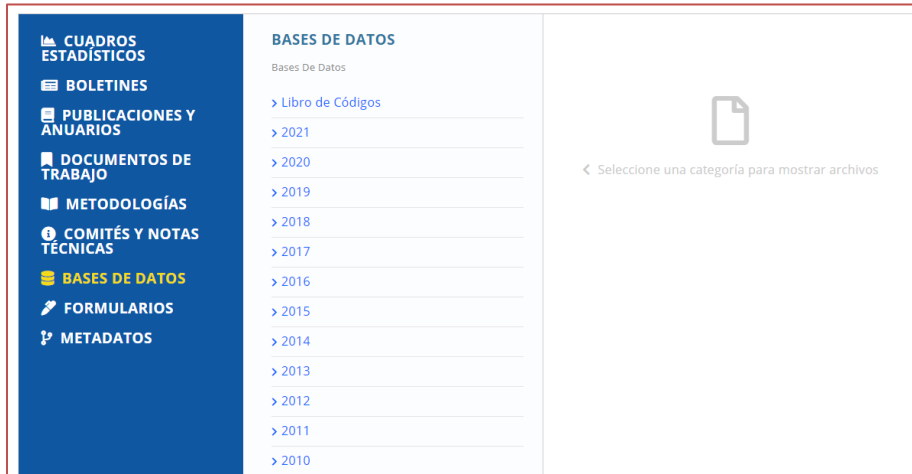 CUADROS
ESTADÍSTICOS
BOLETINES
PUBLICACIONES Y
ANUARIOS
DOCUMENTOS DE
TRABAJO
METODOLOGÍAS
COMITÉS Y NOTAS
TÉCNICAS
BASES DE DATOS
FORMULARIOS
METADATOS
BASES DE DATOS
Bases De Datos
Libro de Códigos
2021
2020
2019
2018
2017
2016
2015
2014
2013
2012
2011
2010
Seleccione una categoría para mostrar archivos